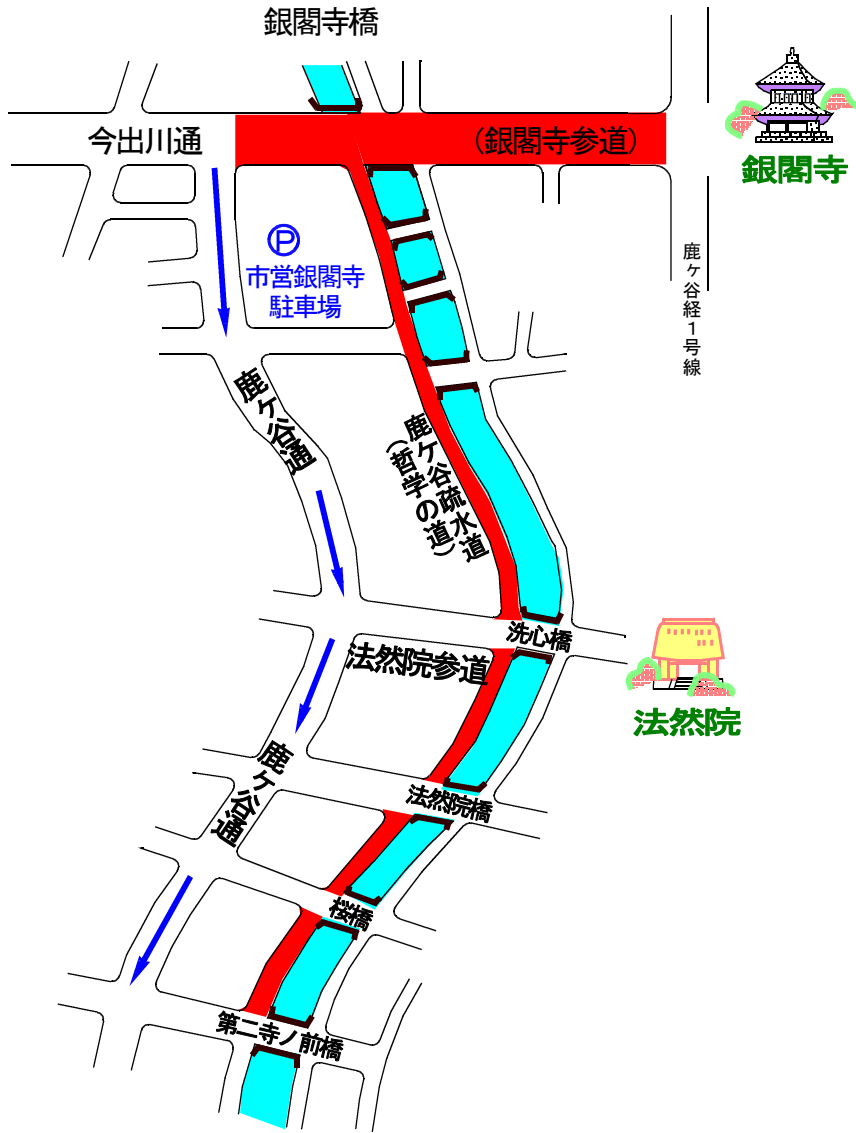 銀閣寺橋
今出川通
(銀閣寺参道)
銀閣寺
Ⓟ
市営銀閣寺
駐車場
鹿ヶ谷経1号線
鹿ヶ谷通
鹿ケ谷疏水道
(哲学の道)
洗心橋
法然院参道
法然院
鹿ヶ谷通
法然院橋
桜橋
第二寺ノ前橋